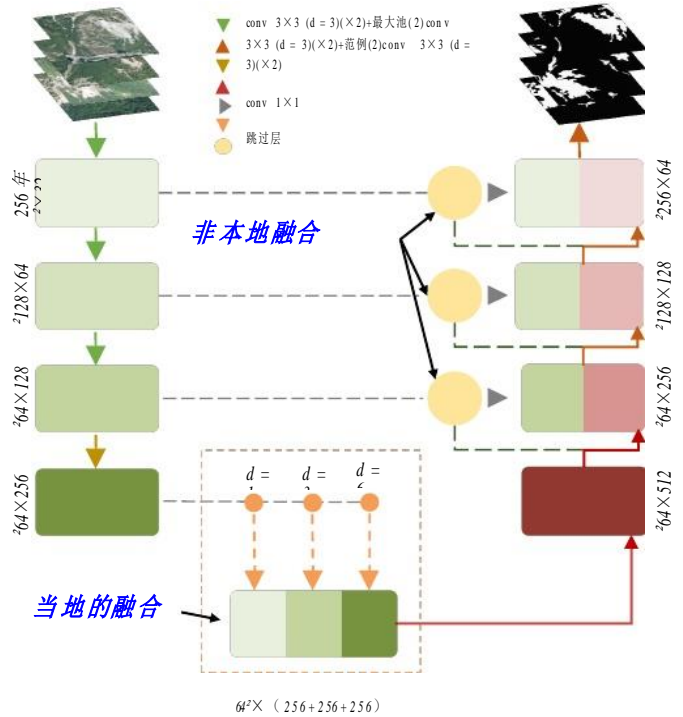 conv 3×3 (d = 3)(×2)+最大池(2)conv
3×3 (d = 3)(×2)+范例(2)conv 3×3 (d =
3)(×2)
conv 1×1
跳过层
256 年
²256×64
非本地融合
²128×64
²128×128
²64×128
²64×256
d =
d =
d =
²64×256
²64×512
当地的融合
64²×（256+256+256）